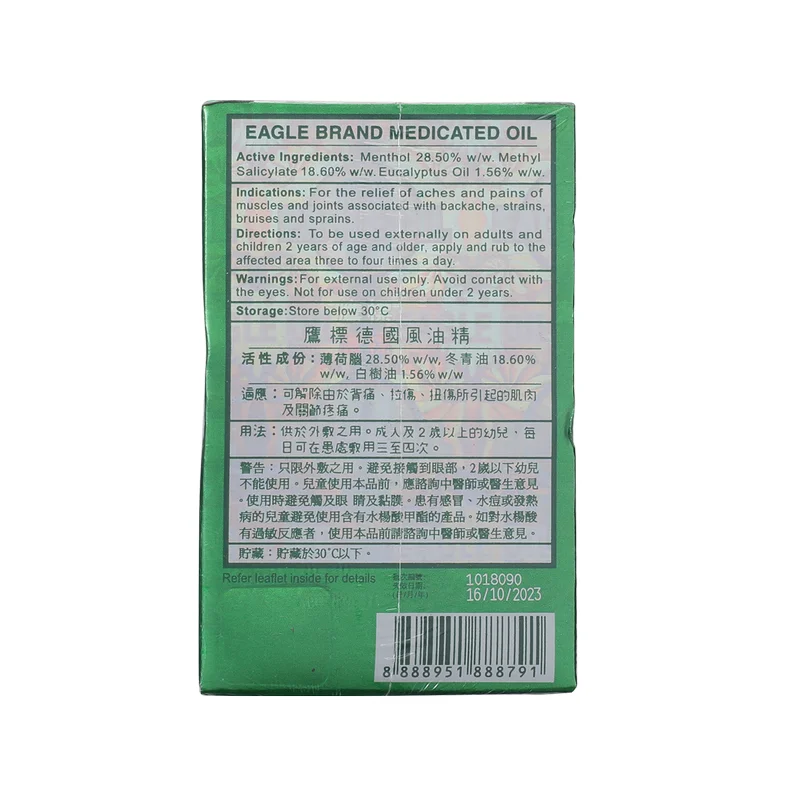 EAGLE BRAND MEDICATED OIL
Active Ingredients: Menthol 28.50% w/w. Methyl
Salicylate 18.60% w/w. Eucalyptus Oil 1.56% w/w.
Indications: For the relief of aches and pains of
muscles and joints associated with backache, strains,
bruises and sprains.
Directions: To be used externally on adults and
children 2 years of age and older, apply and rub to the
affected area three to four times a day.
Warnings: For external use only. Avoid contact with
the eyes. Not for use on children under 2 years.
Storage: Store below 30°C
鷹標德國風油精
活性成份：薄荷腦 28.50% w/w, 冬青油 18.60%
w/w, 白樹油 1.56% w/w
適應：可解除由於背痛、拉傷、扭傷所引起的肌肉
及關節疼痛。
用法：供於外敷之用。成人及2歲以上的幼兒，每
日可在患處敷用三至四次。
警告：只限外敷之用。避免接觸到眼部，2歲以下幼兒
不能使用。兒童使用本品前，應諮詢中醫師或醫生意見
。使用時避免觸及眼 睛及黏膜。患有感冒、水痘或發熱
病的兒童避免使用含有水楊酸甲酯的產品。如對水楊酸
有過敏反應者，使用本品前請諮詢中醫師或醫生意見。
貯藏：貯藏於30°C以下。
Refer leaflet inside for details
1018090
16/10/2023
8 888951 888791